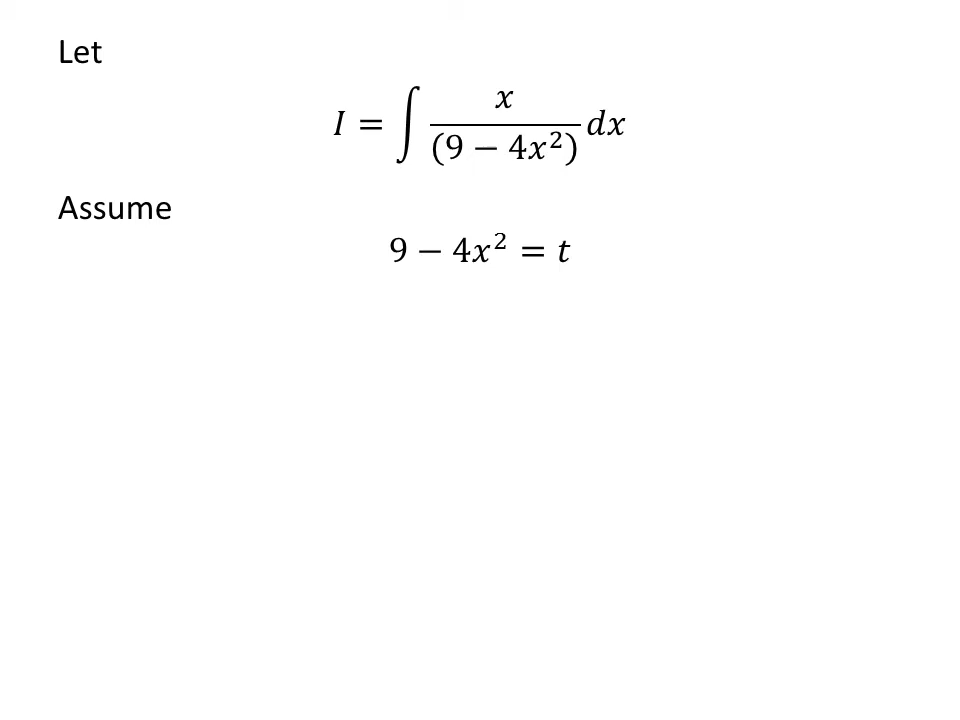 Let
𝐼 = ∫ 𝑥 / (9 − 4𝑥²) 𝑑𝑥
Assume
9 − 4𝑥² = 𝑡